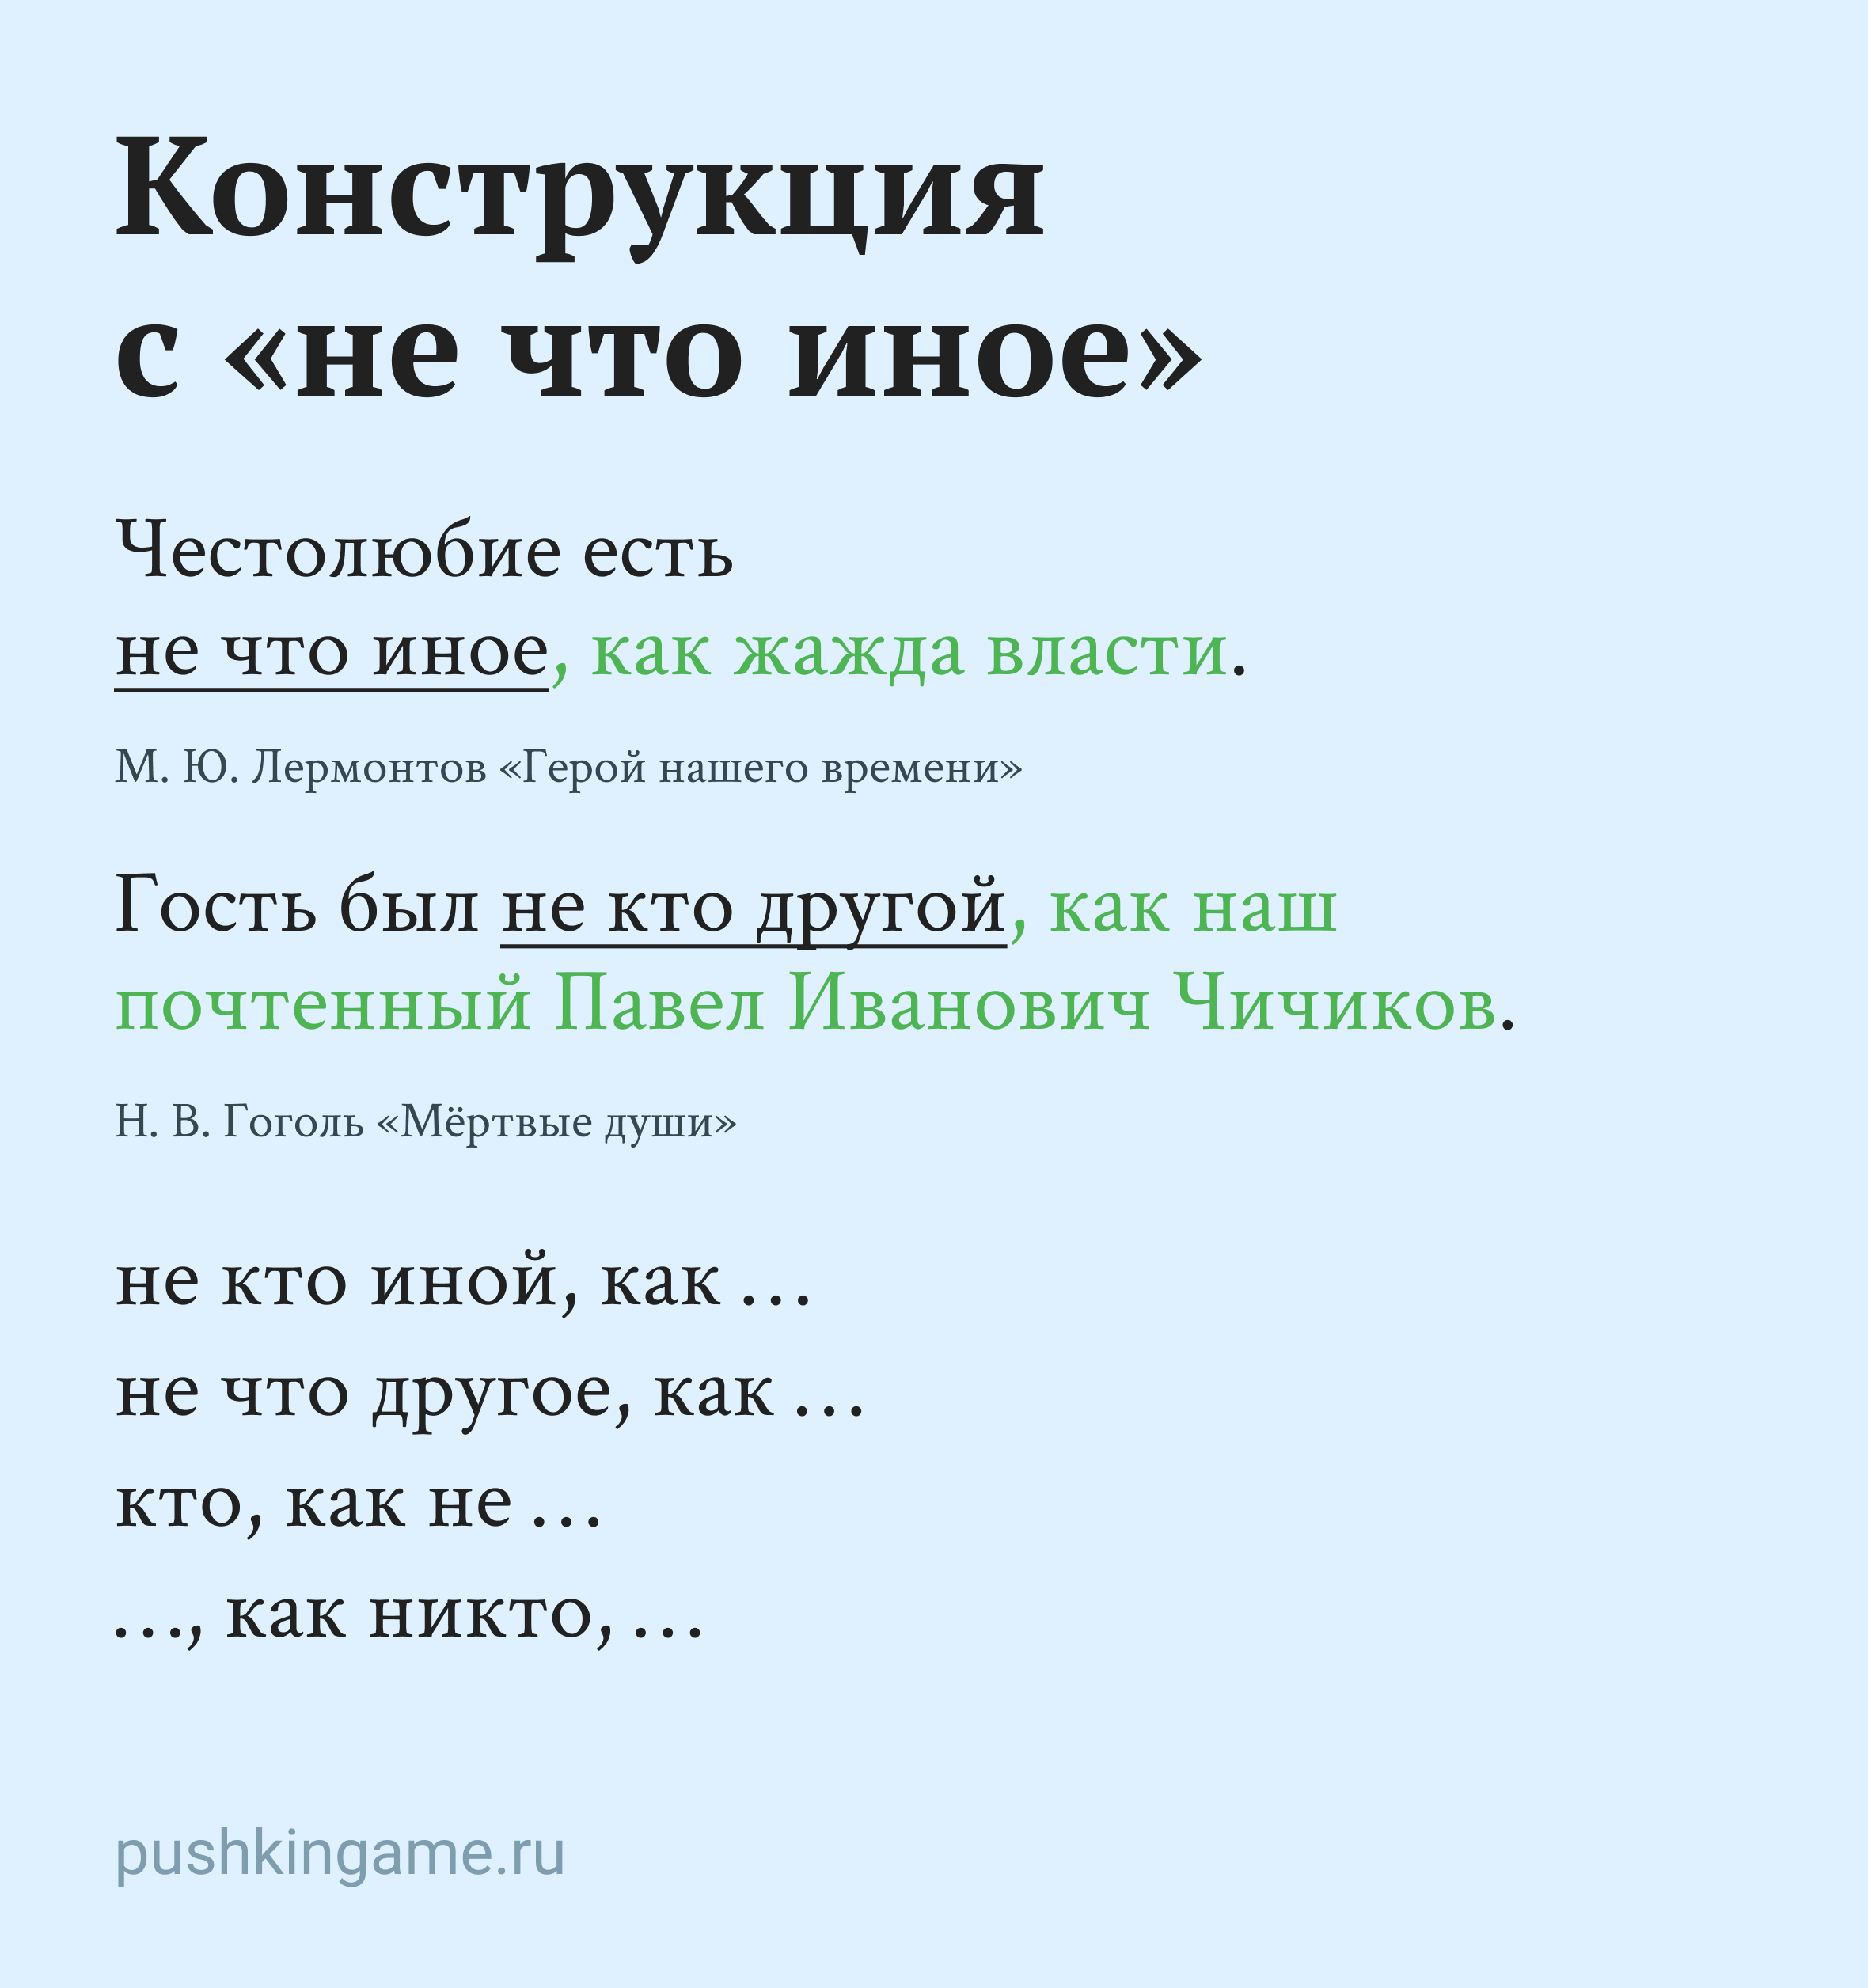 Конструкция
с «не что иное»
Честолюбие есть
не что иное, как жажда власти.
М. Ю. Лермонтов «Герой нашего времени»
Гость был не кто другой, как наш
почтенный Павел Иванович Чичиков.
Н. В. Гоголь «Мёртвые души»
не кто иной, как …
не что другое, как …
кто, как не …
…, как никто, …
pushkingame.ru